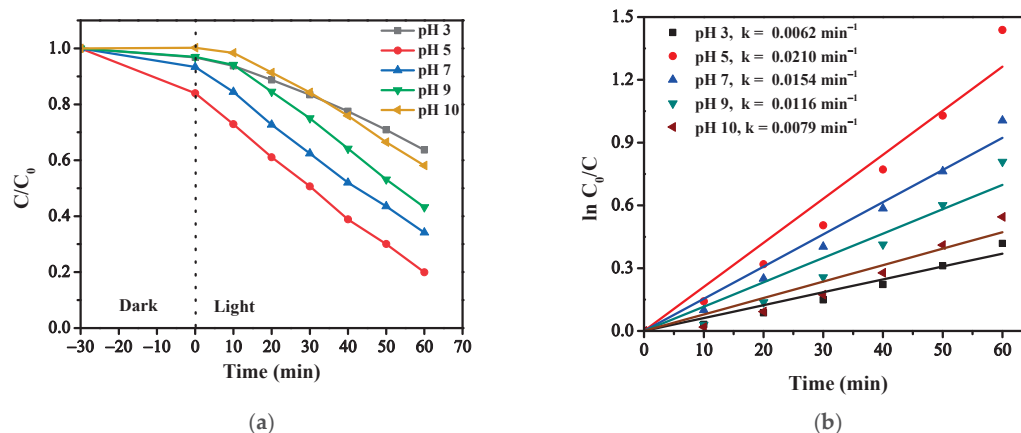 pH 3
pH 5
pH 7
pH 9
pH 10
C/C₀
1.0
0.8
0.6
0.4
0.2
0.0
Dark
Light
−30 −20 −10 0 10 20 30 40 50 60 70
Time (min)
(a)
pH 3, k = 0.0062 min⁻¹
pH 5, k = 0.0210 min⁻¹
pH 7, k = 0.0154 min⁻¹
pH 9, k = 0.0116 min⁻¹
pH 10, k = 0.0079 min⁻¹
ln C₀/C
1.5
1.2
0.9
0.6
0.3
0.0
0 10 20 30 40 50 60
Time (min)
(b)